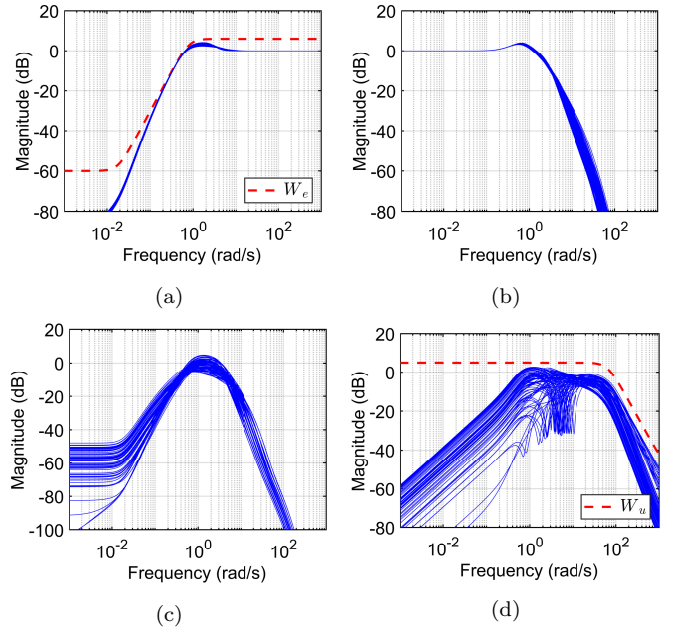 20
0
-20
-40
-60
-80
Magnitude (dB)
W_e
10^{-2} 10^0 10^2
Frequency (rad/s)
(a)
20
0
-20
-40
-60
-80
Magnitude (dB)
10^{-2} 10^0 10^2
Frequency (rad/s)
(b)
20
0
-20
-40
-60
-80
-100
Magnitude (dB)
10^{-2} 10^0 10^2
Frequency (rad/s)
(c)
20
0
-20
-40
-60
-80
Magnitude (dB)
W_u
10^{-2} 10^0 10^2
Frequency (rad/s)
(d)